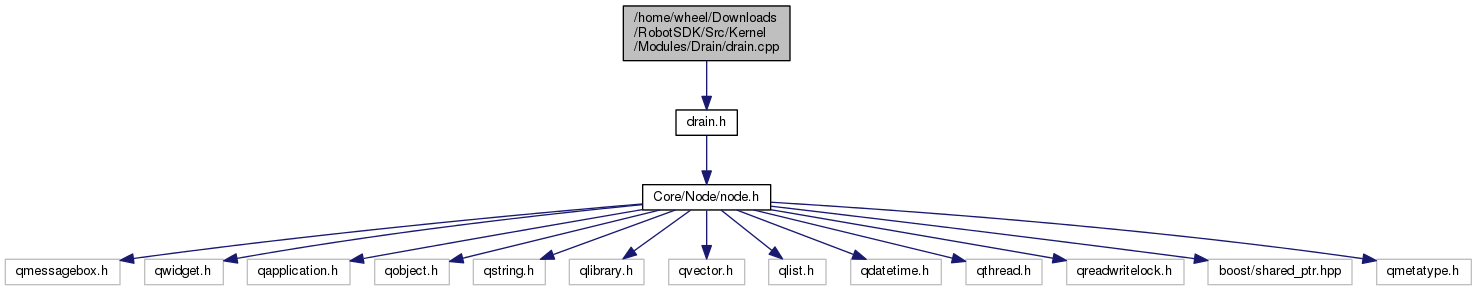 /home/wheel/Downloads
/RobotSDK/Src/Kernel
/Modules/Drain/drain.cpp
drain.h
Core/Node/node.h
qmessagebox.h
qwidget.h
qapplication.h
qobject.h
qstring.h
qlibrary.h
qvector.h
qlist.h
qdatetime.h
qthread.h
qreadwritelock.h
boost/shared_ptr.hpp
qmetatype.h